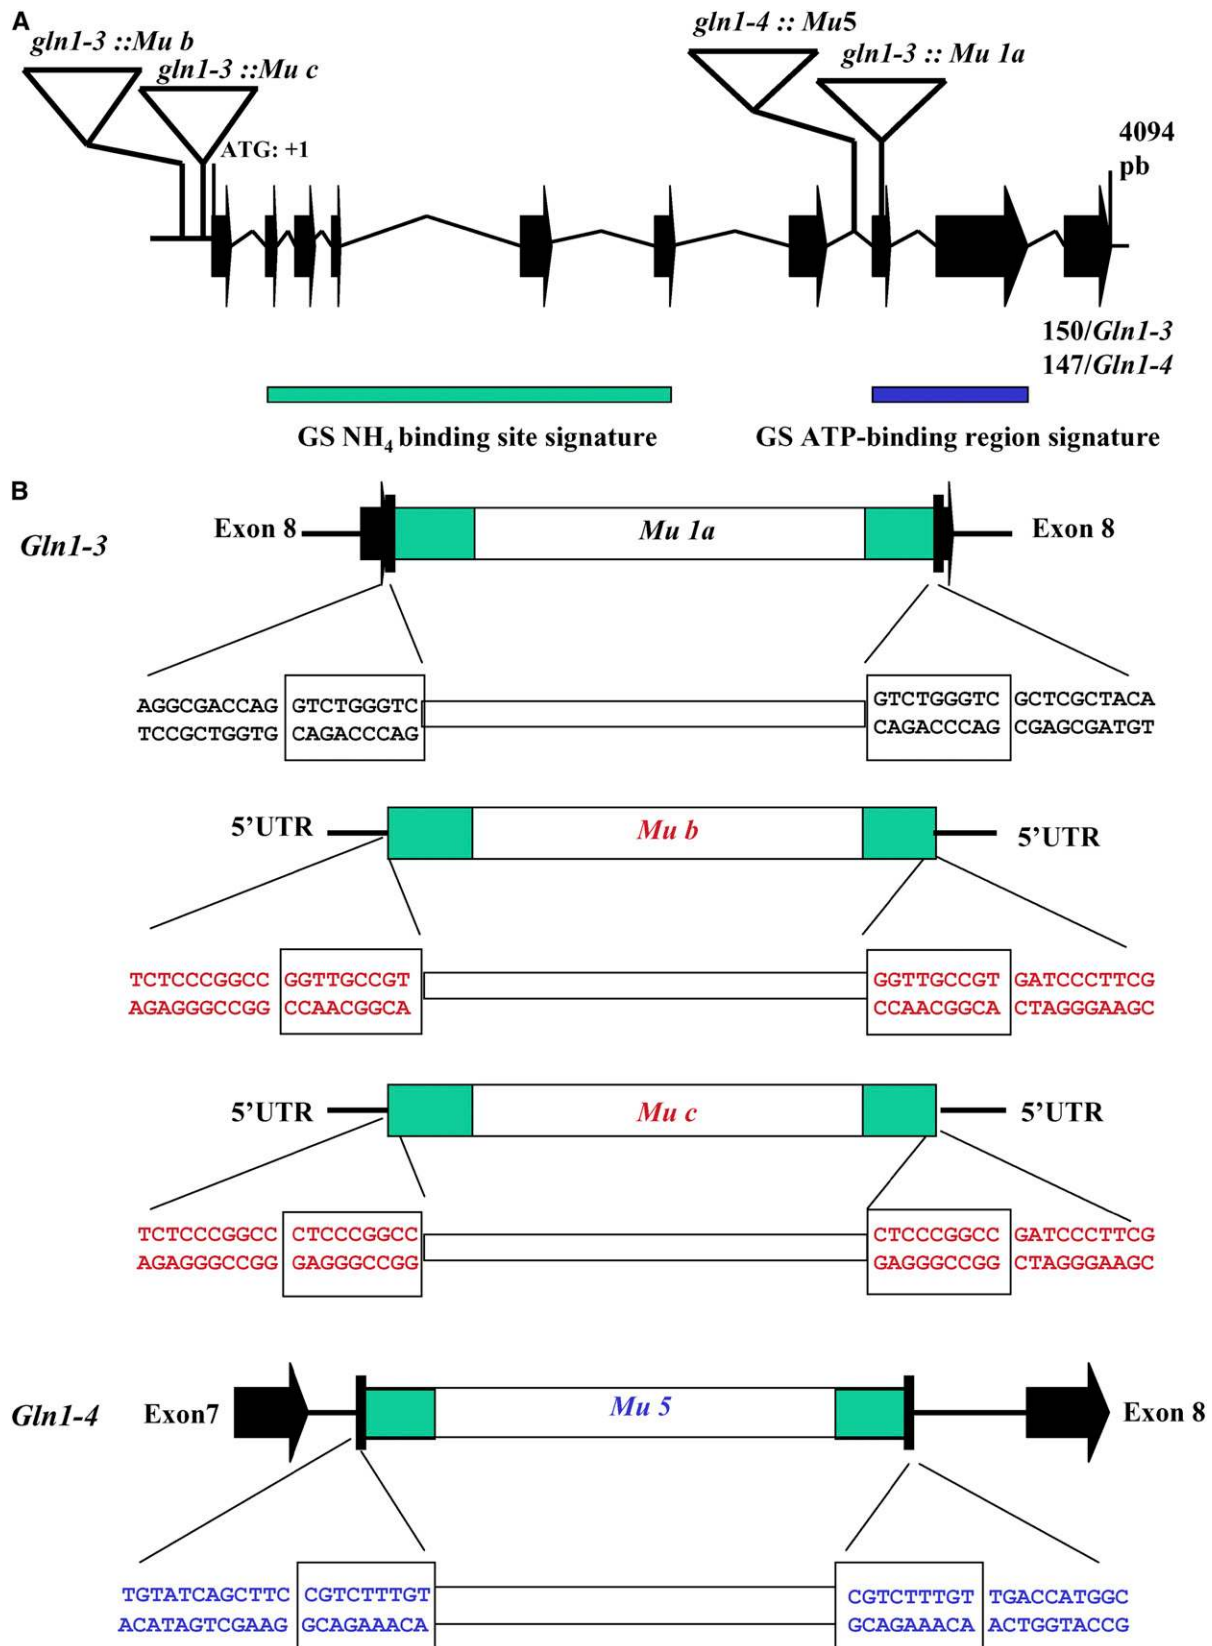 A
gln1-3 ::Mu b
gln1-3 ::Mu c
gln1-4 :: Mu5
gln1-3 :: Mu 1a
ATG: +1
4094
pb
150/Gln1-3
147/Gln1-4
GS NH4 binding site signature
GS ATP-binding region signature
B
Gln1-3
Exon 8
Mu 1a
Exon 8
AGGCGACCAG GTCTGGGTC GTCTGGGTC GCTCGCTACA
TCCGCTGGTG CAGACCCAG CAGACCCAG CGAGCGATGT
5'UTR
Mu b
5'UTR
TCTCCCGGCC GGTTGCCGT GGTTGCCGT GATCCCTTCG
AGAGGGCCGG CCAACGGCA CCAACGGCA CTAGGGAAGC
5'UTR
Mu c
5'UTR
TCTCCCGGCC CTCCCGGCC CTCCCGGCC GATCCCTTCG
AGAGGGCCGG GAGGGCCGG GAGGGCCGG CTAGGGAAGC
Gln1-4
Exon7
Mu 5
Exon 8
TGTATCAGCTTC CGTCTTTGT CGTCTTTGT TGACCATGGC
ACATAGTCGAAG GCAGAAACA GCAGAAACA ACTGGTACCG